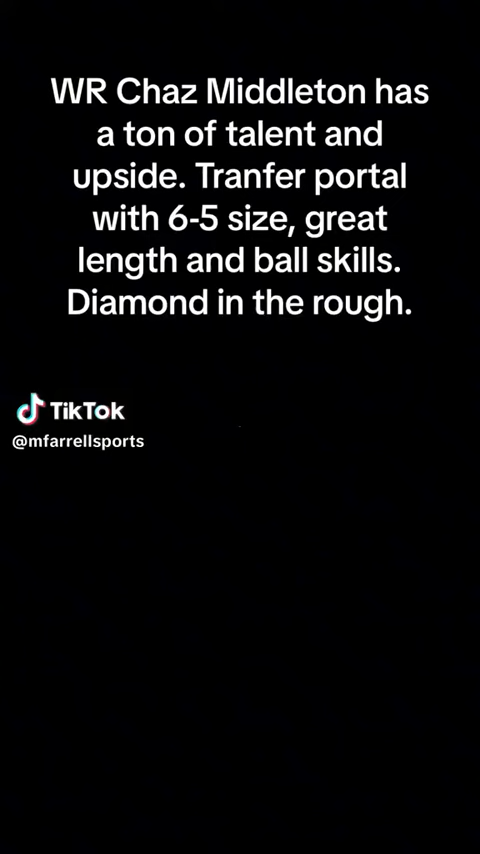 WR Chaz Middleton has
a ton of talent and
upside. Tranfer portal
with 6-5 size, great
length and ball skills.
Diamond in the rough.
TikTok
@mfarrellsports